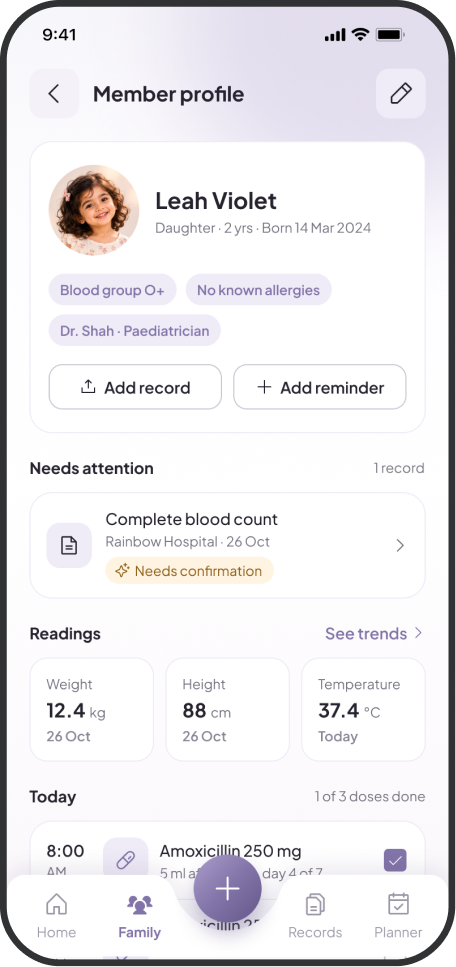 9:41
Member profile
Leah Violet
Daughter · 2 yrs · Born 14 Mar 2024
Blood group O+
No known allergies
Dr. Shah · Paediatrician
Add record
Add reminder
Needs attention
1 record
Complete blood count
Rainbow Hospital · 26 Oct
Needs confirmation
Readings
See trends
Weight
12.4 kg
26 Oct
Height
88 cm
26 Oct
Temperature
37.4 °C
Today
Today
1 of 3 doses done
8:00
AM
Amoxicillin 250 mg
5 ml
day 4 of 7
Home
Family
Records
Planner